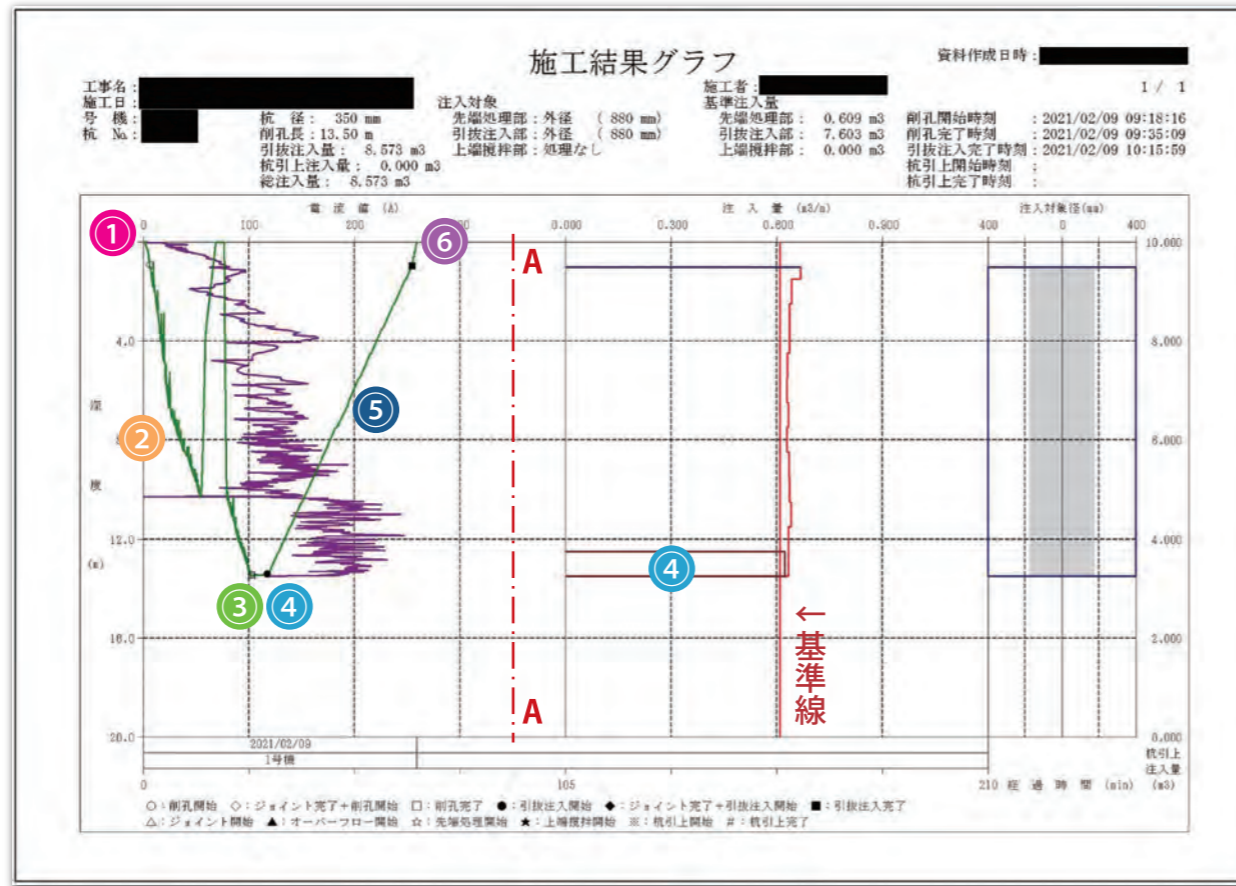 施工結果グラフ
資料作成日時：
工事名：
施工者：
1 / 1
施工日：
注入対象
基準注入量
号 機：
杭 径： 350 mm
先端処理部：外径 ( 880 mm)
先端処理部： 0.609 m3
削孔開始時刻 ：2021/02/09 09:18:16
杭 No.：
削孔長：13.50 m
引抜注入部：外径 ( 880 mm)
引抜注入部： 7.603 m3
削孔完了時刻 ：2021/02/09 09:35:09
引抜注入量： 8.573 m3
上端撹拌部：処理なし
上端撹拌部： 0.000 m3
引抜注入完了時刻：2021/02/09 10:15:59
杭引上注入量： 0.000 m3
杭引上開始時刻 ：
総注入量： 8.573 m3
杭引上完了時刻 ：
電 流 値 (A)
注 入 量 (m3/m)
注入対象径(mm)
0 100 200
0.000 0.300 0.600 0.900
400 0 400
1
6
A
10.000
4.0
8.000
深
5
2
6.000
度
12.0
4.000
(m)
4
3 4
←基準線
16.0
2.000
A
20.0
0.000
2021/02/09
1号機
杭引上
注入量
(m3)
0 105 210 経 過 時 間 (min)
○：削孔開始 ◇：ジョイント完了+削孔開始 □：削孔完了 ●：引抜注入開始 ◆：ジョイント完了+引抜注入開始 ■：引抜注入完了
△：ジョイント開始 ▲：オーバーフロー開始 ☆：先端処理開始 ★：上端撹拌開始 ※：杭引上開始 #：杭引上完了